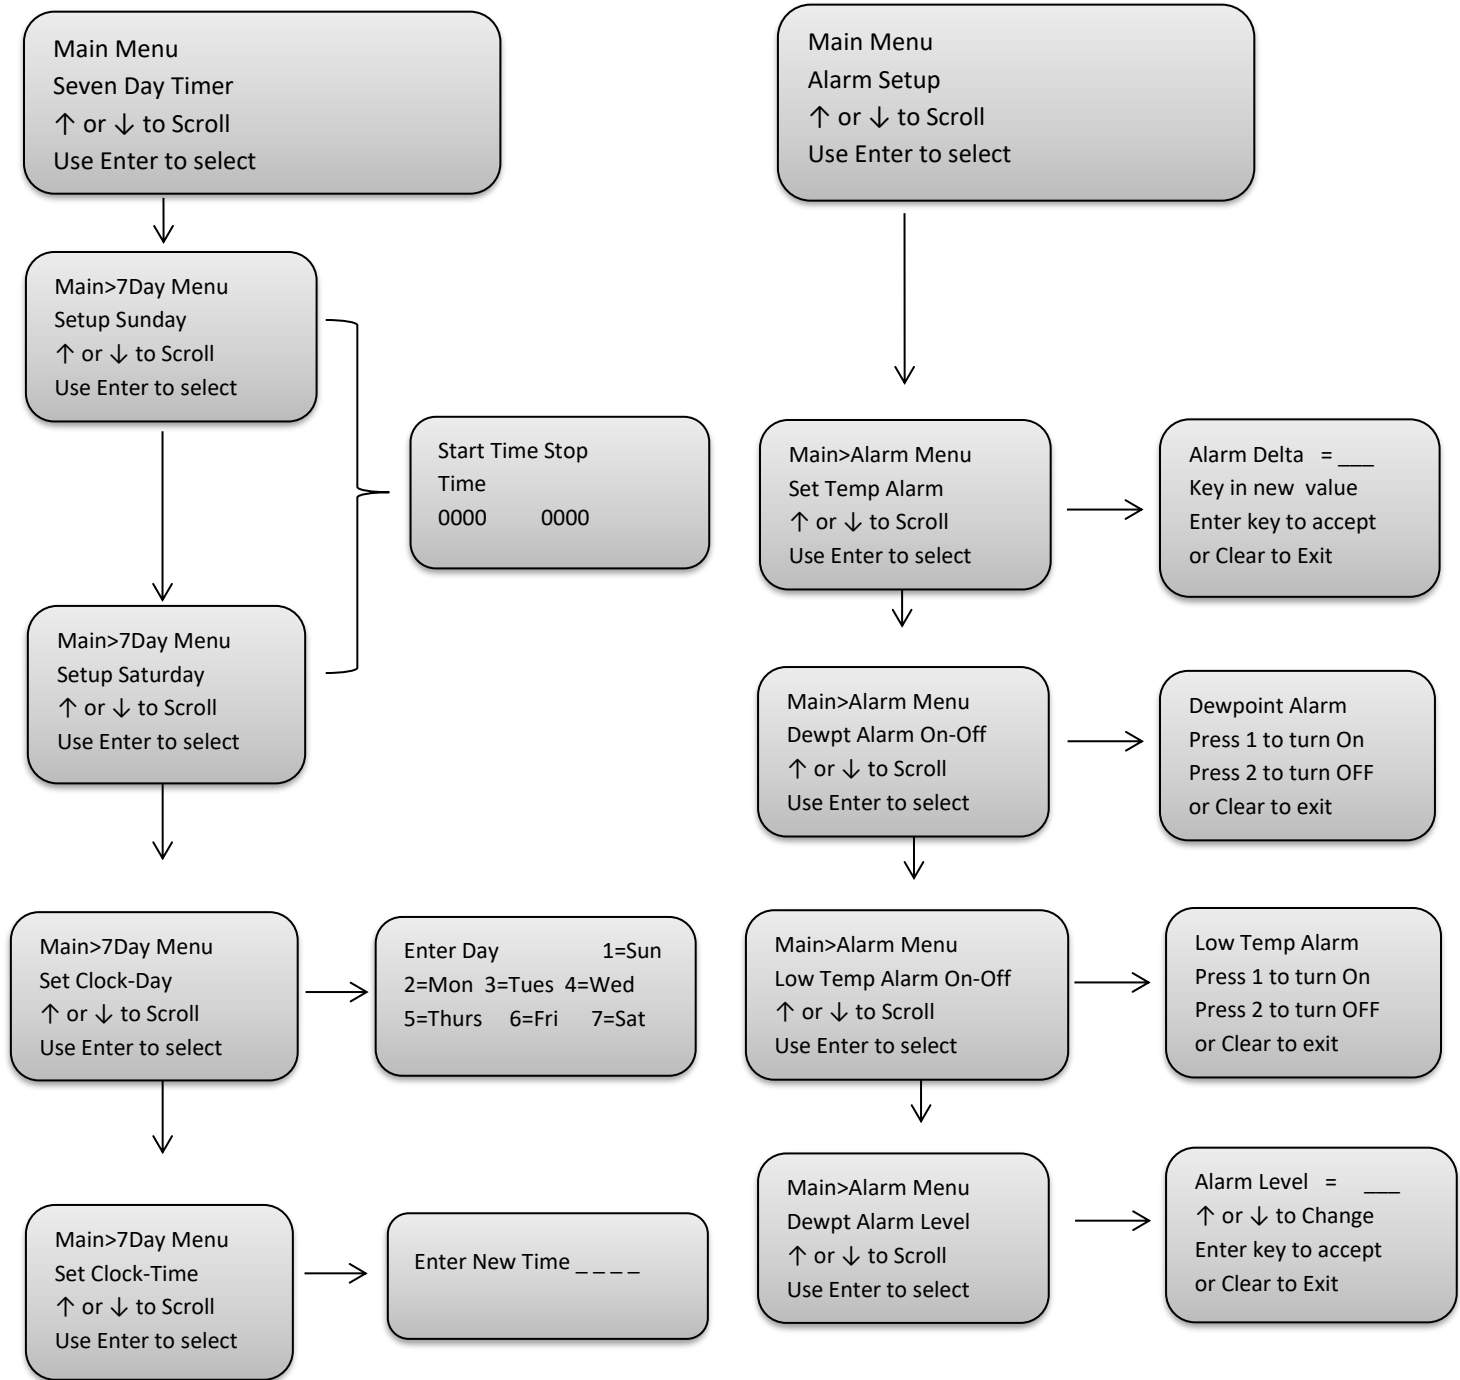 Main Menu
Seven Day Timer
↑ or ↓ to Scroll
Use Enter to select
Main>7Day Menu
Setup Sunday
↑ or ↓ to Scroll
Use Enter to select
Start Time Stop
Time
0000 0000
Main>7Day Menu
Setup Saturday
↑ or ↓ to Scroll
Use Enter to select
Main>7Day Menu
Set Clock-Day
↑ or ↓ to Scroll
Use Enter to select
Enter Day 1=Sun
2=Mon 3=Tues 4=Wed
5=Thurs 6=Fri 7=Sat
Main>7Day Menu
Set Clock-Time
↑ or ↓ to Scroll
Use Enter to select
Enter New Time _ _ _ _
Main Menu
Alarm Setup
↑ or ↓ to Scroll
Use Enter to select
Main>Alarm Menu
Set Temp Alarm
↑ or ↓ to Scroll
Use Enter to select
Alarm Delta = ___
Key in new value
Enter key to accept
or Clear to Exit
Main>Alarm Menu
Dewpt Alarm On-Off
↑ or ↓ to Scroll
Use Enter to select
Dewpoint Alarm
Press 1 to turn On
Press 2 to turn OFF
or Clear to exit
Main>Alarm Menu
Low Temp Alarm On-Off
↑ or ↓ to Scroll
Use Enter to select
Low Temp Alarm
Press 1 to turn On
Press 2 to turn OFF
or Clear to exit
Main>Alarm Menu
Dewpt Alarm Level
↑ or ↓ to Scroll
Use Enter to select
Alarm Level = ___
↑ or ↓ to Change
Enter key to accept
or Clear to Exit